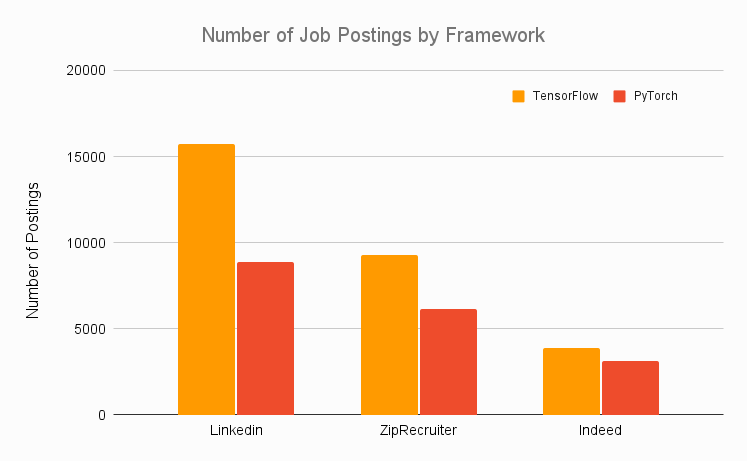 Number of Job Postings by Framework
20000
TensorFlow PyTorch
15000
10000
5000
0
Number of Postings
Linkedin ZipRecruiter Indeed